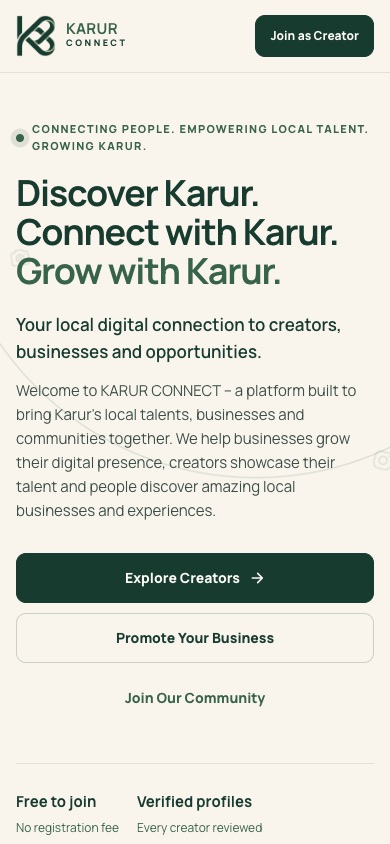 KARUR
CONNECT
Join as Creator
CONNECTING PEOPLE. EMPOWERING LOCAL TALENT.
GROWING KARUR.
Discover Karur.
Connect with Karur.
Grow with Karur.
Your local digital connection to creators,
businesses and opportunities.
Welcome to KARUR CONNECT – a platform built to
bring Karur's local talents, businesses and
communities together. We help businesses grow
their digital presence, creators showcase their
talent and people discover amazing local
businesses and experiences.
Explore Creators →
Promote Your Business
Join Our Community
Free to join
No registration fee
Verified profiles
Every creator reviewed